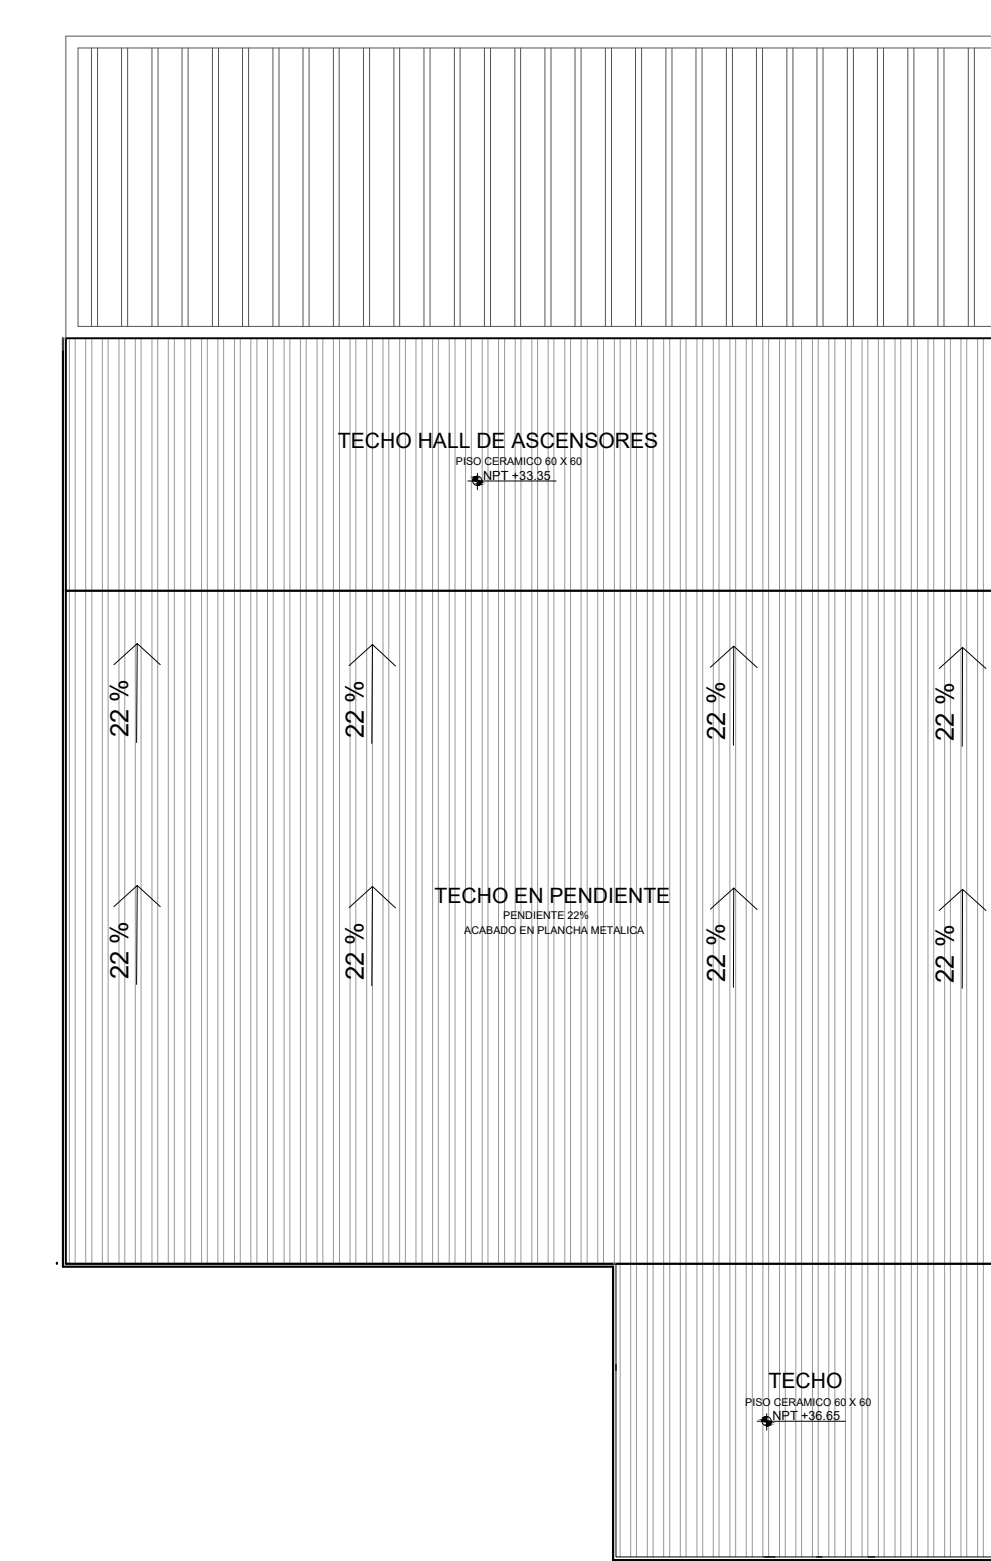 TECHO HALL DE ASCENSORES
PISO CERAMICO 60 X 60
NPT +33.35
22 %
22 %
22 %
22 %
TECHO EN PENDIENTE
PENDIENTE 22%
ACABADO EN PLANCHA METALICA
22 %
22 %
22 %
22 %
TECHO
PISO CERAMICO 60 X 60
NPT +36.65